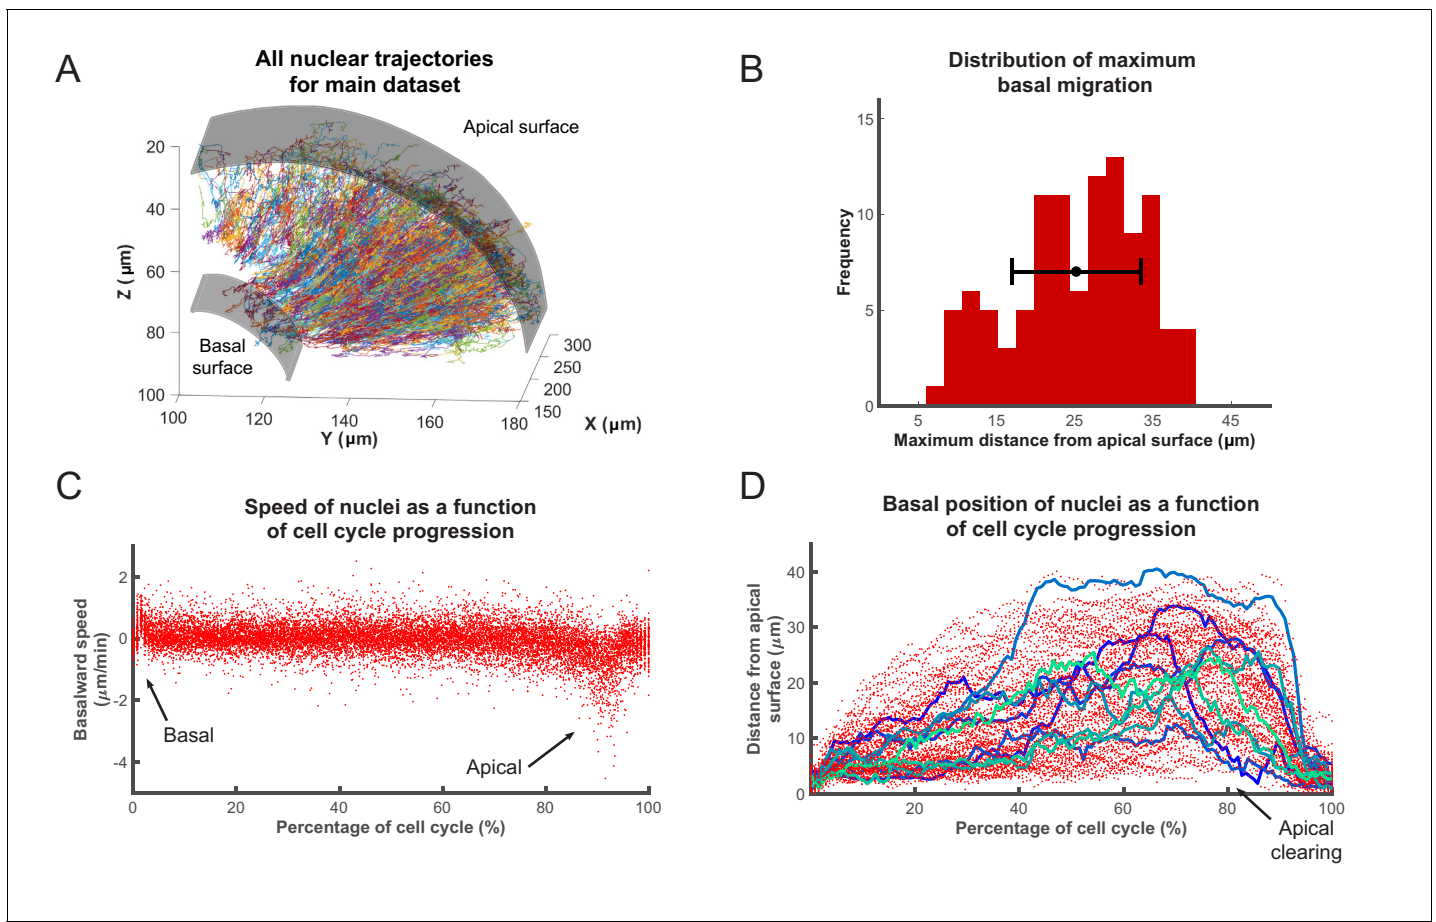 A
All nuclear trajectories
for main dataset
Apical surface
20
40
60
80
100
Z (μm)
Basal
surface
100
120
140
160
180
Y (μm)
300
250
200
150
X (μm)
B
Distribution of maximum
basal migration
15
10
5
0
Frequency
5
15
25
35
45
Maximum distance from apical surface (μm)
C
Speed of nuclei as a function
of cell cycle progression
2
0
-2
-4
Basalward speed
(μm/min)
Basal
Apical
0
20
40
60
80
100
Percentage of cell cycle (%)
D
Basal position of nuclei as a function
of cell cycle progression
40
30
20
10
0
Distance from apical
surface (μm)
20
40
60
80
100
Percentage of cell cycle (%)
Apical
clearing